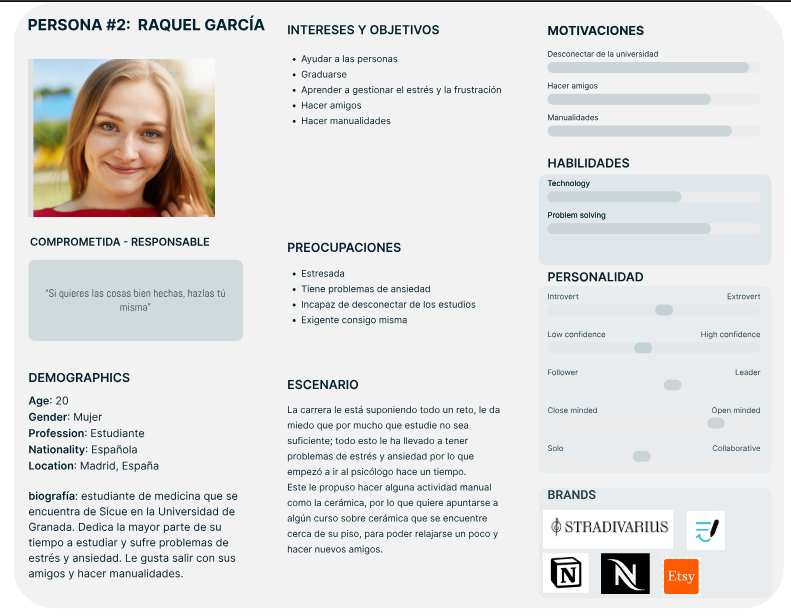 PERSONA #2: RAQUEL GARCÍA
COMPROMETIDA - RESPONSABLE
"Si quieres las cosas bien hechas, hazlas tú
misma"
DEMOGRAPHICS
Age: 20
Gender: Mujer
Profession: Estudiante
Nationality: Española
Location: Madrid, España
biografía: estudiante de medicina que se
encuentra de Sicue en la Universidad de
Granada. Dedica la mayor parte de su
tiempo a estudiar y sufre problemas de
estrés y ansiedad. Le gusta salir con sus
amigos y hacer manualidades.
INTERESES Y OBJETIVOS
• Ayudar a las personas
• Graduarse
• Aprender a gestionar el estrés y la frustración
• Hacer amigos
• Hacer manualidades
PREOCUPACIONES
• Estresada
• Tiene problemas de ansiedad
• Incapaz de desconectar de los estudios
• Exigente consigo misma
ESCENARIO
La carrera le está suponiendo todo un reto, le da
miedo que por mucho que estudie no sea
suficiente; todo esto le ha llevado a tener
problemas de estrés y ansiedad por lo que
empezó a ir al psicólogo hace un tiempo.
Este le propuso hacer alguna actividad manual
como la cerámica, por lo que quiere apuntarse a
algún curso sobre cerámica que se encuentre
cerca de su piso, para poder relajarse un poco y
hacer nuevos amigos.
MOTIVACIONES
Desconectar de la universidad
Hacer amigos
Manualidades
HABILIDADES
Technology
Problem solving
PERSONALIDAD
Introvert Extrovert
Low confidence High confidence
Follower Leader
Close minded Open minded
Solo Collaborative
BRANDS
STRADIVARIUS
N N Etsy